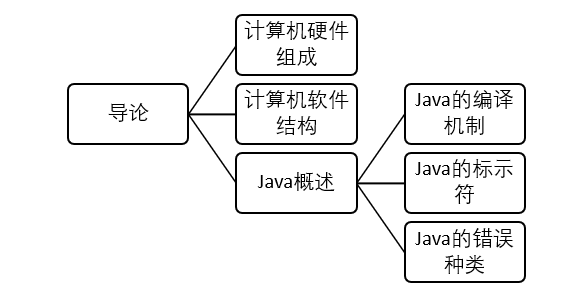 导论
计算机硬件
组成
计算机软件
结构
Java概述
Java的编译
机制
Java的标示
符
Java的错误
种类